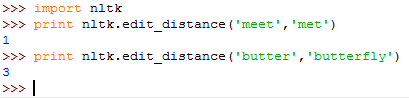 >>> import nltk
>>> print nltk.edit_distance('meet','met')
1
>>> print nltk.edit_distance('butter','butterfly')
3
>>>